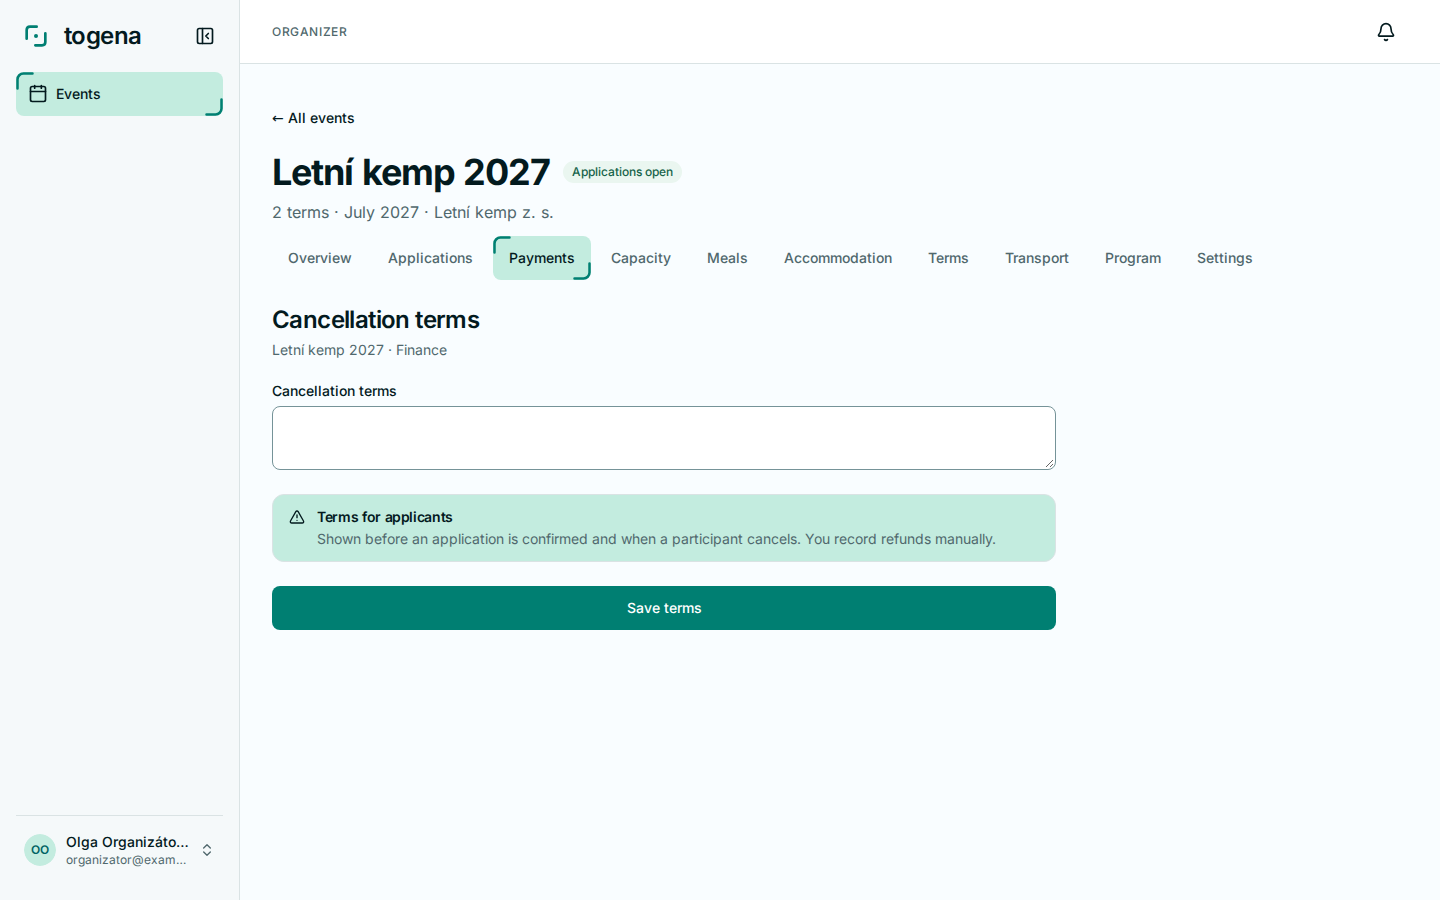 togena
ORGANIZER
Events
← All events
Letní kemp 2027
Applications open
2 terms · July 2027 · Letní kemp z. s.
Overview Applications Payments Capacity Meals Accommodation Terms Transport Program Settings
Cancellation terms
Letní kemp 2027 · Finance
Cancellation terms
Terms for applicants
Shown before an application is confirmed and when a participant cancels. You record refunds manually.
Save terms
OO
Olga Organizáto...
organizator@exam...